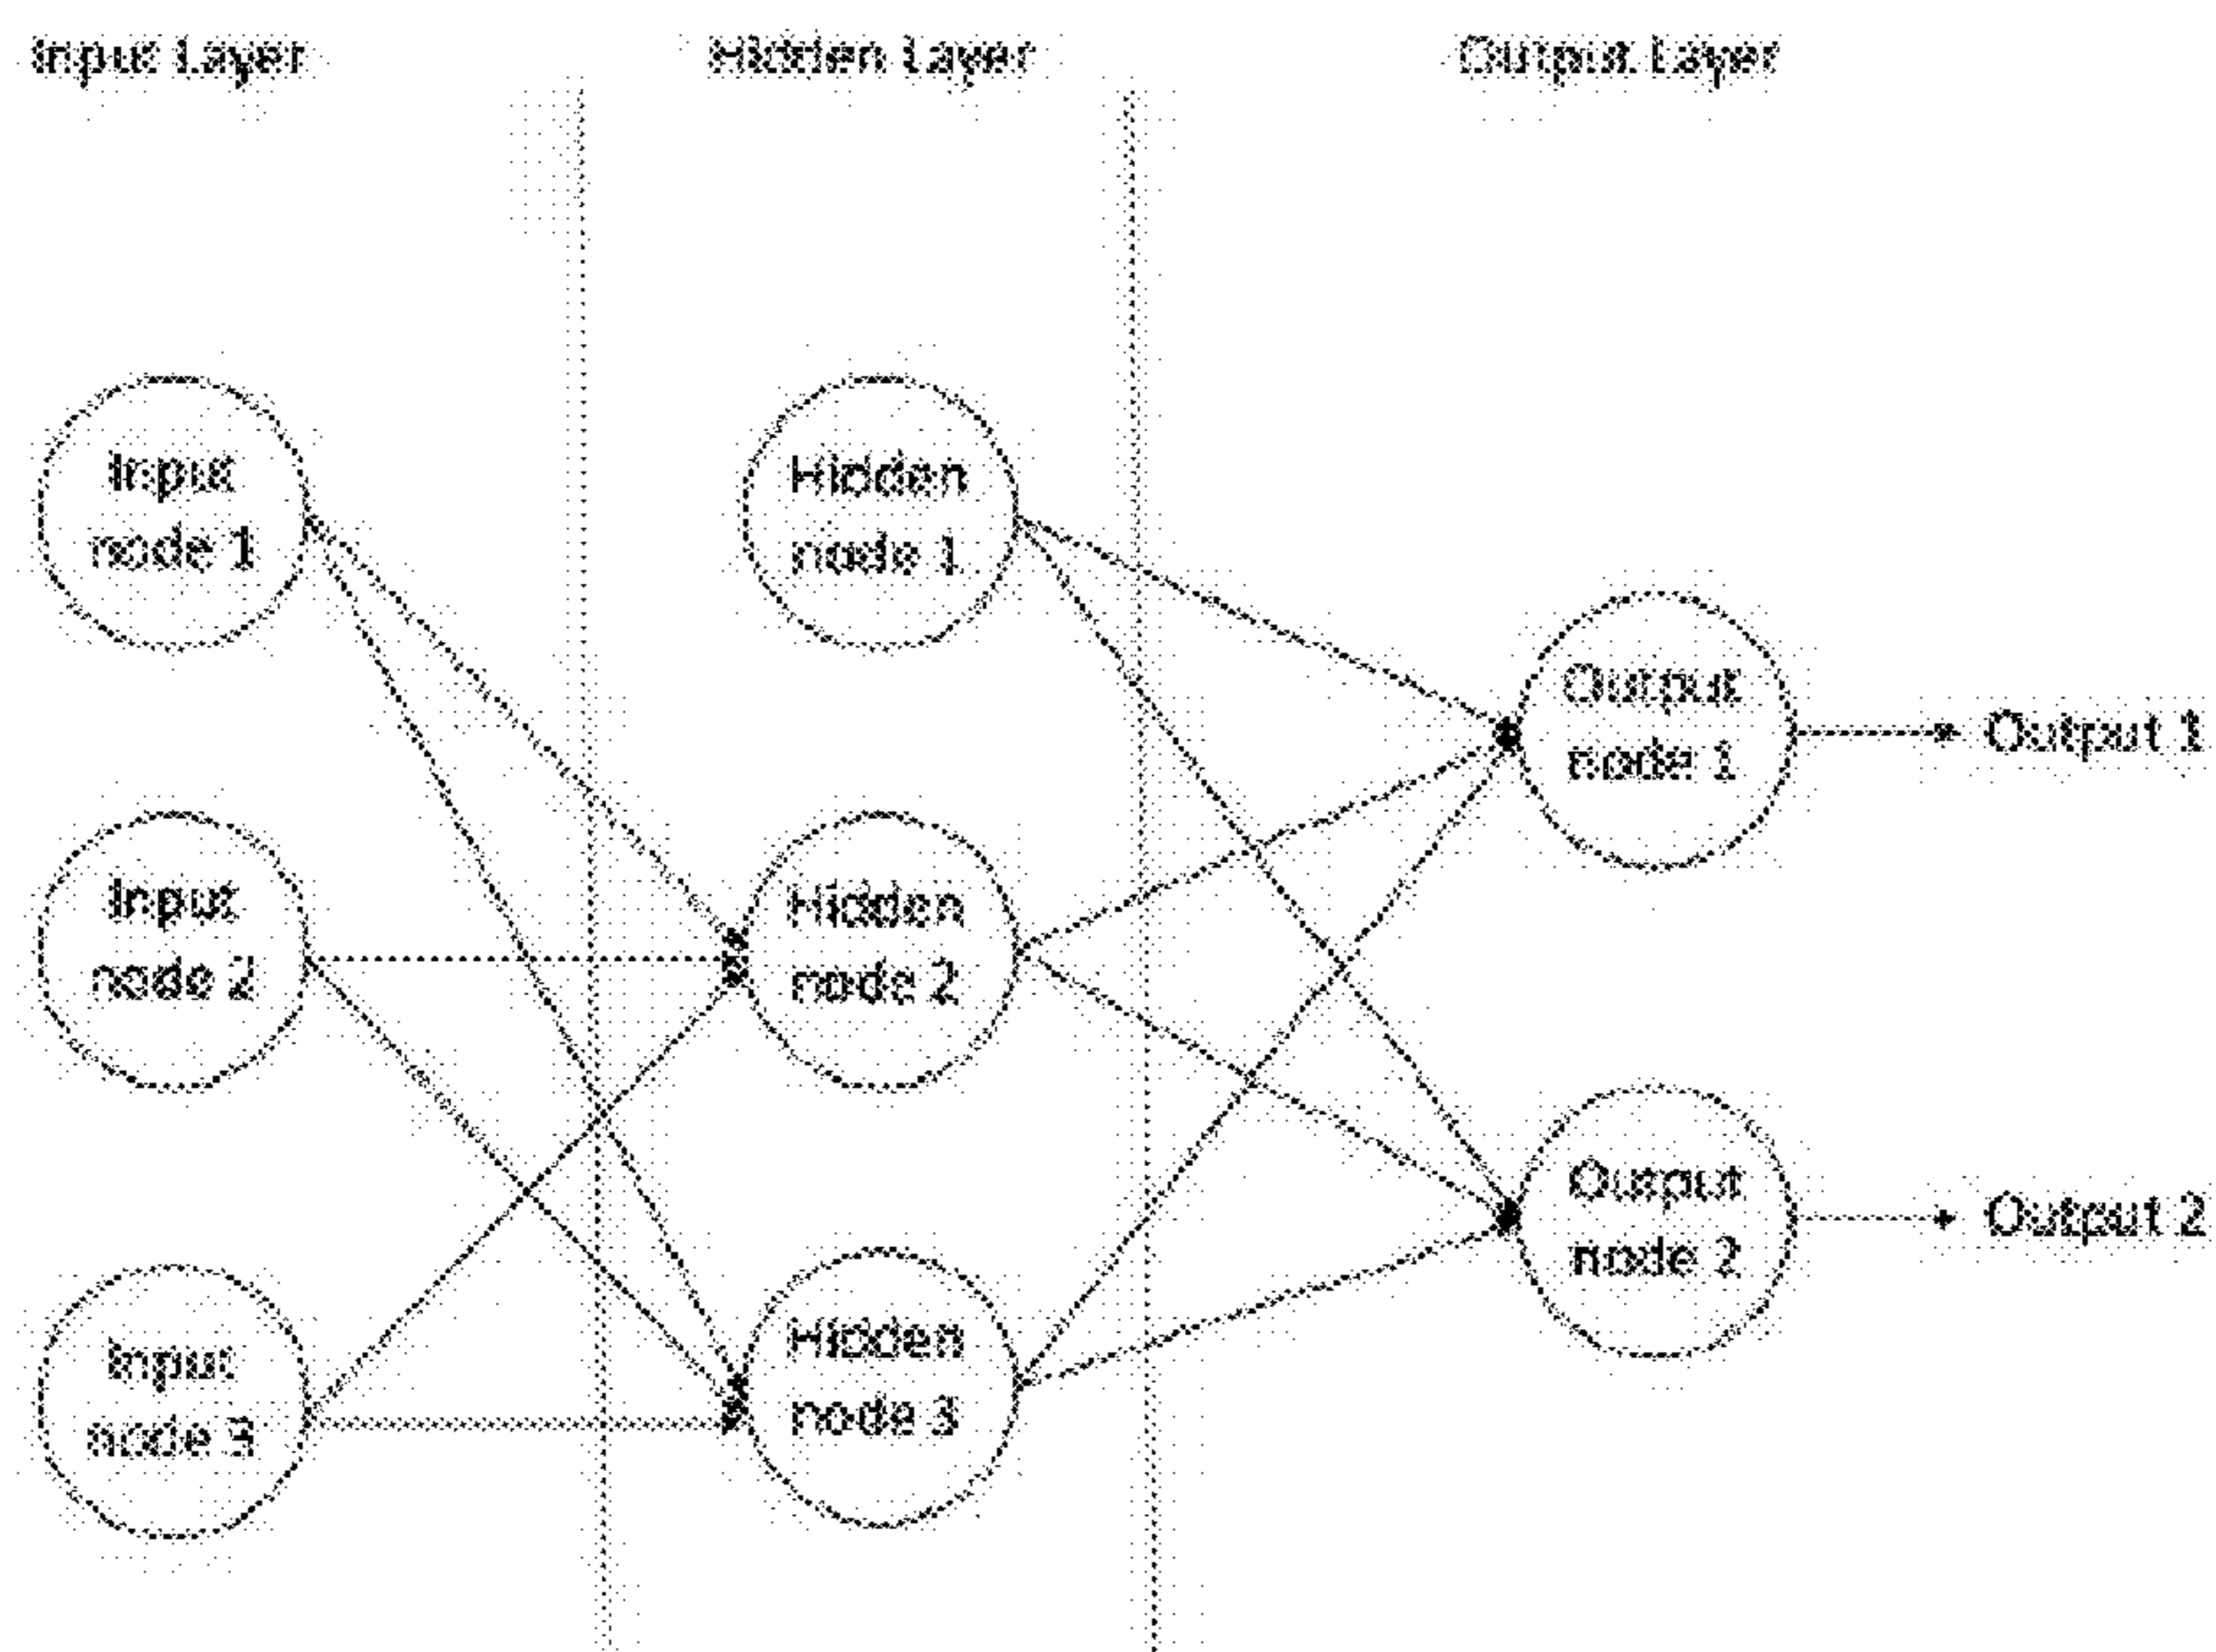 Input Layer
Hidden Layer
Output Layer
Input
node 1
Hidden
node 1
Output
node 1
Output 1
Input
node 2
Hidden
node 2
Output
node 2
Output 2
Input
node 3
Hidden
node 3